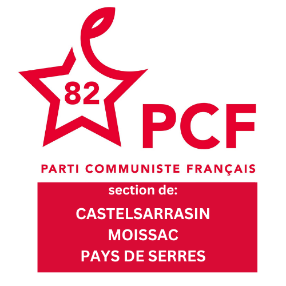 82
PCF
PARTI COMMUNISTE FRANÇAIS
section de:
CASTELSARRASIN
MOISSAC
PAYS DE SERRES